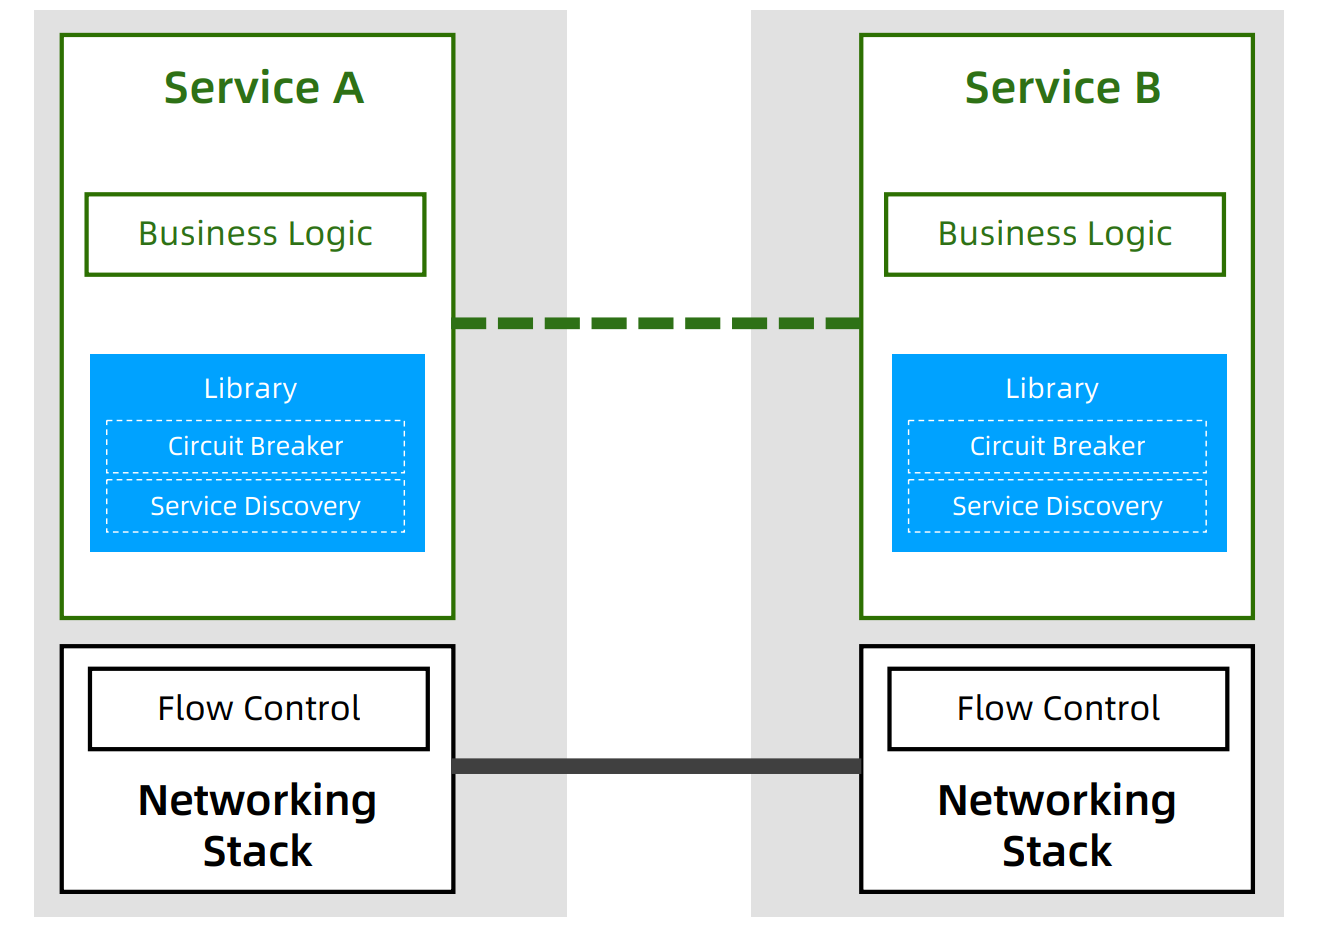 Service A
Business Logic
Library
Circuit Breaker
Service Discovery
Flow Control
Networking
Stack
Service B
Business Logic
Library
Circuit Breaker
Service Discovery
Flow Control
Networking
Stack